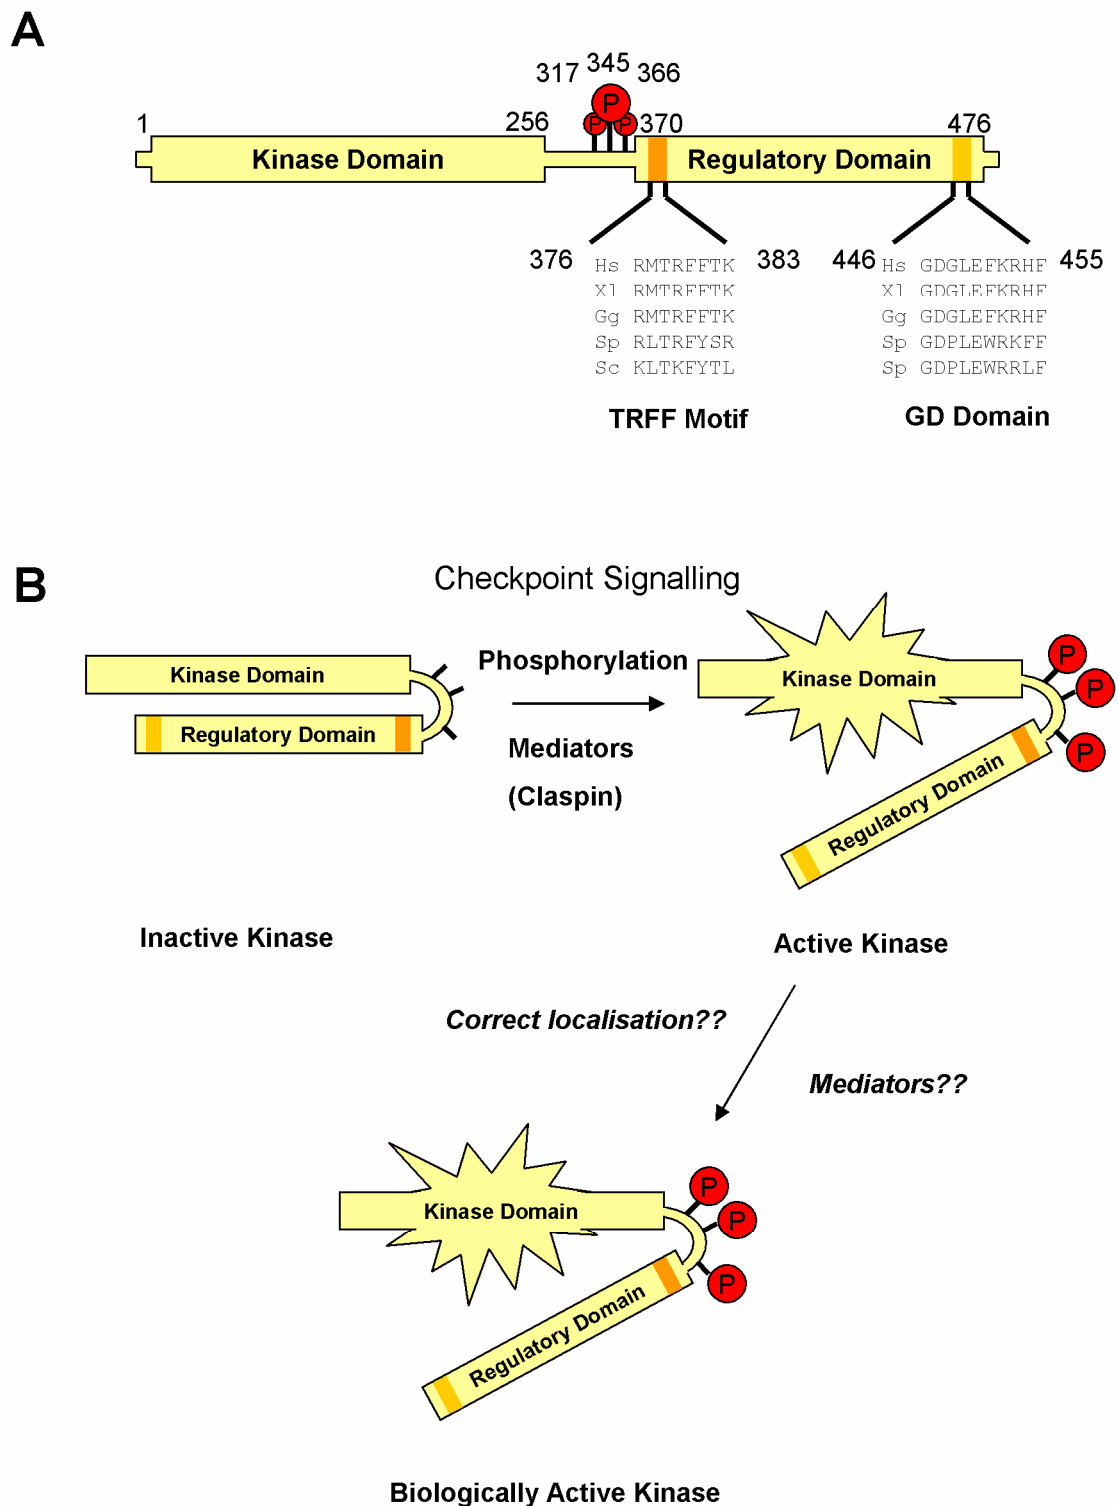 A
317 345 366
P P P
1 256 370 476
Kinase Domain Regulatory Domain
376 Hs RMTRFFTK 383 446 Hs GDGLEFKRHF 455
Xl RMTRFFTK Xl GDGLEFKRHF
Gg RMTRFFTK Gg GDGLEFKRHF
Sp RLTRFYSR Sp GDPLEWRKFF
Sc KLTKFYTL Sp GDPLEWRRLF
TRFF Motif GD Domain
B
Checkpoint Signalling
Kinase Domain
Regulatory Domain
Phosphorylation
Mediators
(Claspin)
Kinase Domain
P
P
P
Regulatory Domain
Inactive Kinase
Active Kinase
Correct localisation??
Mediators??
Kinase Domain
P
P
P
Regulatory Domain
Biologically Active Kinase